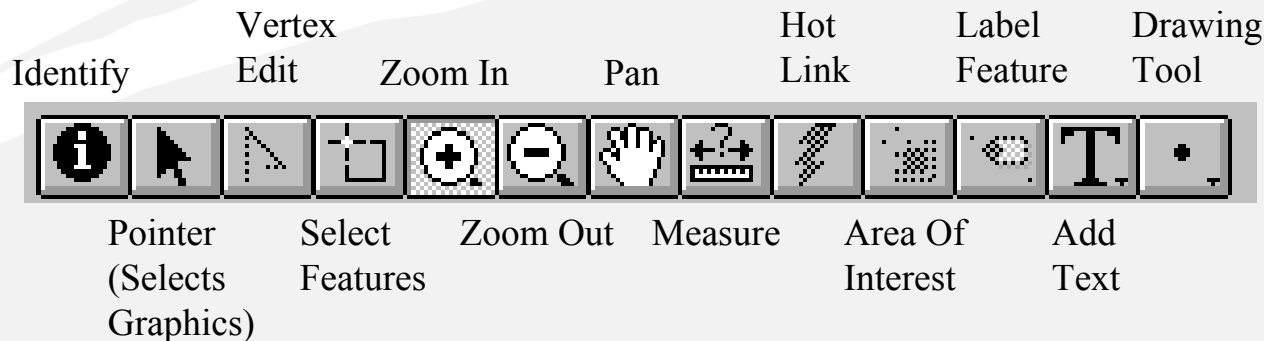 Vertex
Edit
Hot
Link
Label
Feature
Drawing
Tool
Identify
Zoom In
Pan
i
?
T
Pointer
(Selects
Graphics)
Select
Features
Zoom Out
Measure
Area Of
Interest
Add
Text